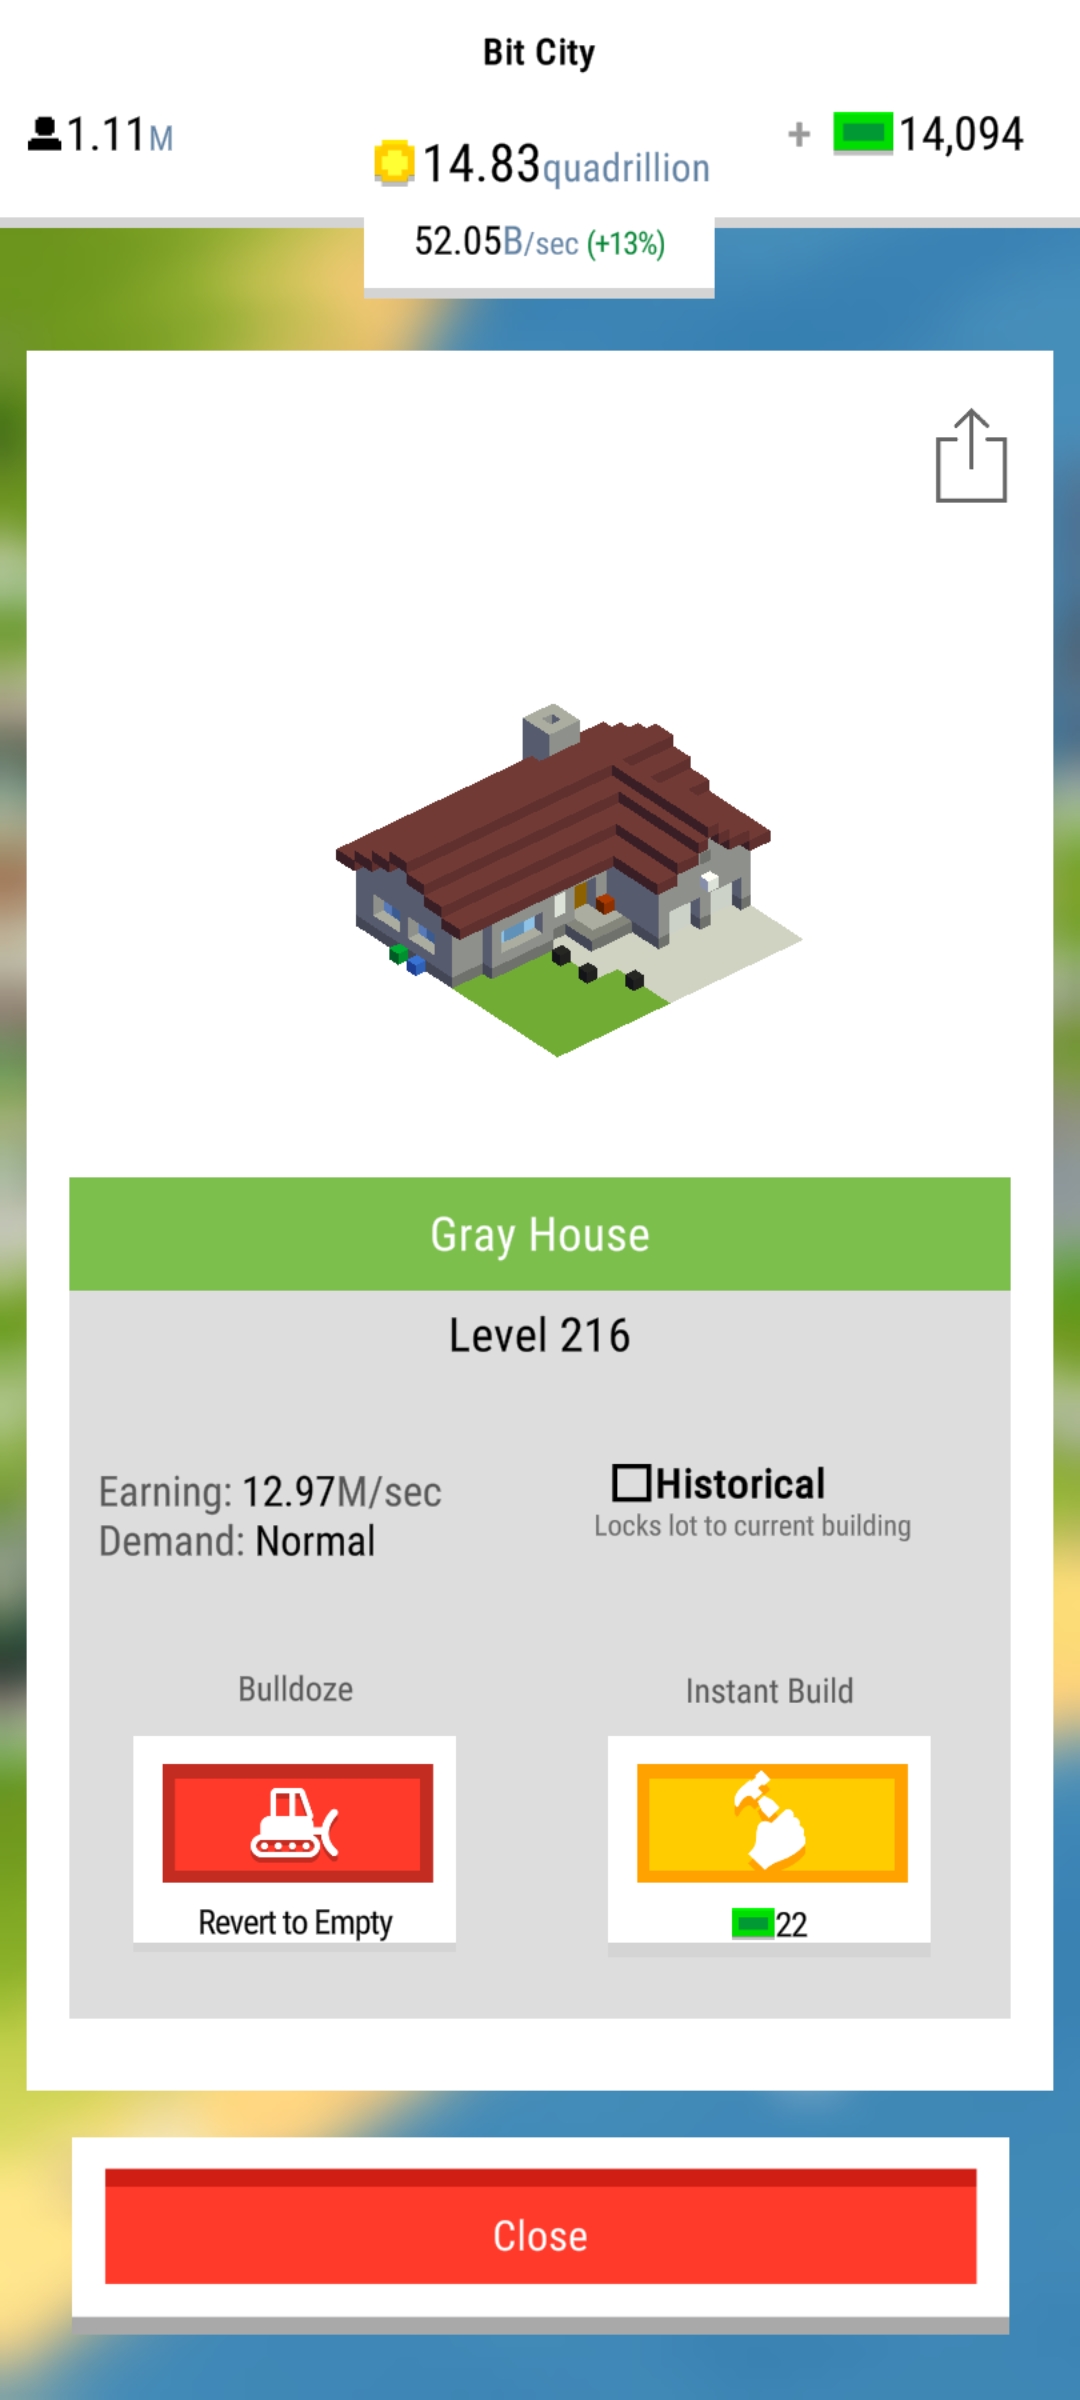 Bit City
1.11M
14.83quadrillion
+ 14,094
52.05B/sec (+13%)
Gray House
Level 216
Earning: 12.97M/sec
Demand: Normal
Historical
Locks lot to current building
Bulldoze
Instant Build
Revert to Empty
22
Close